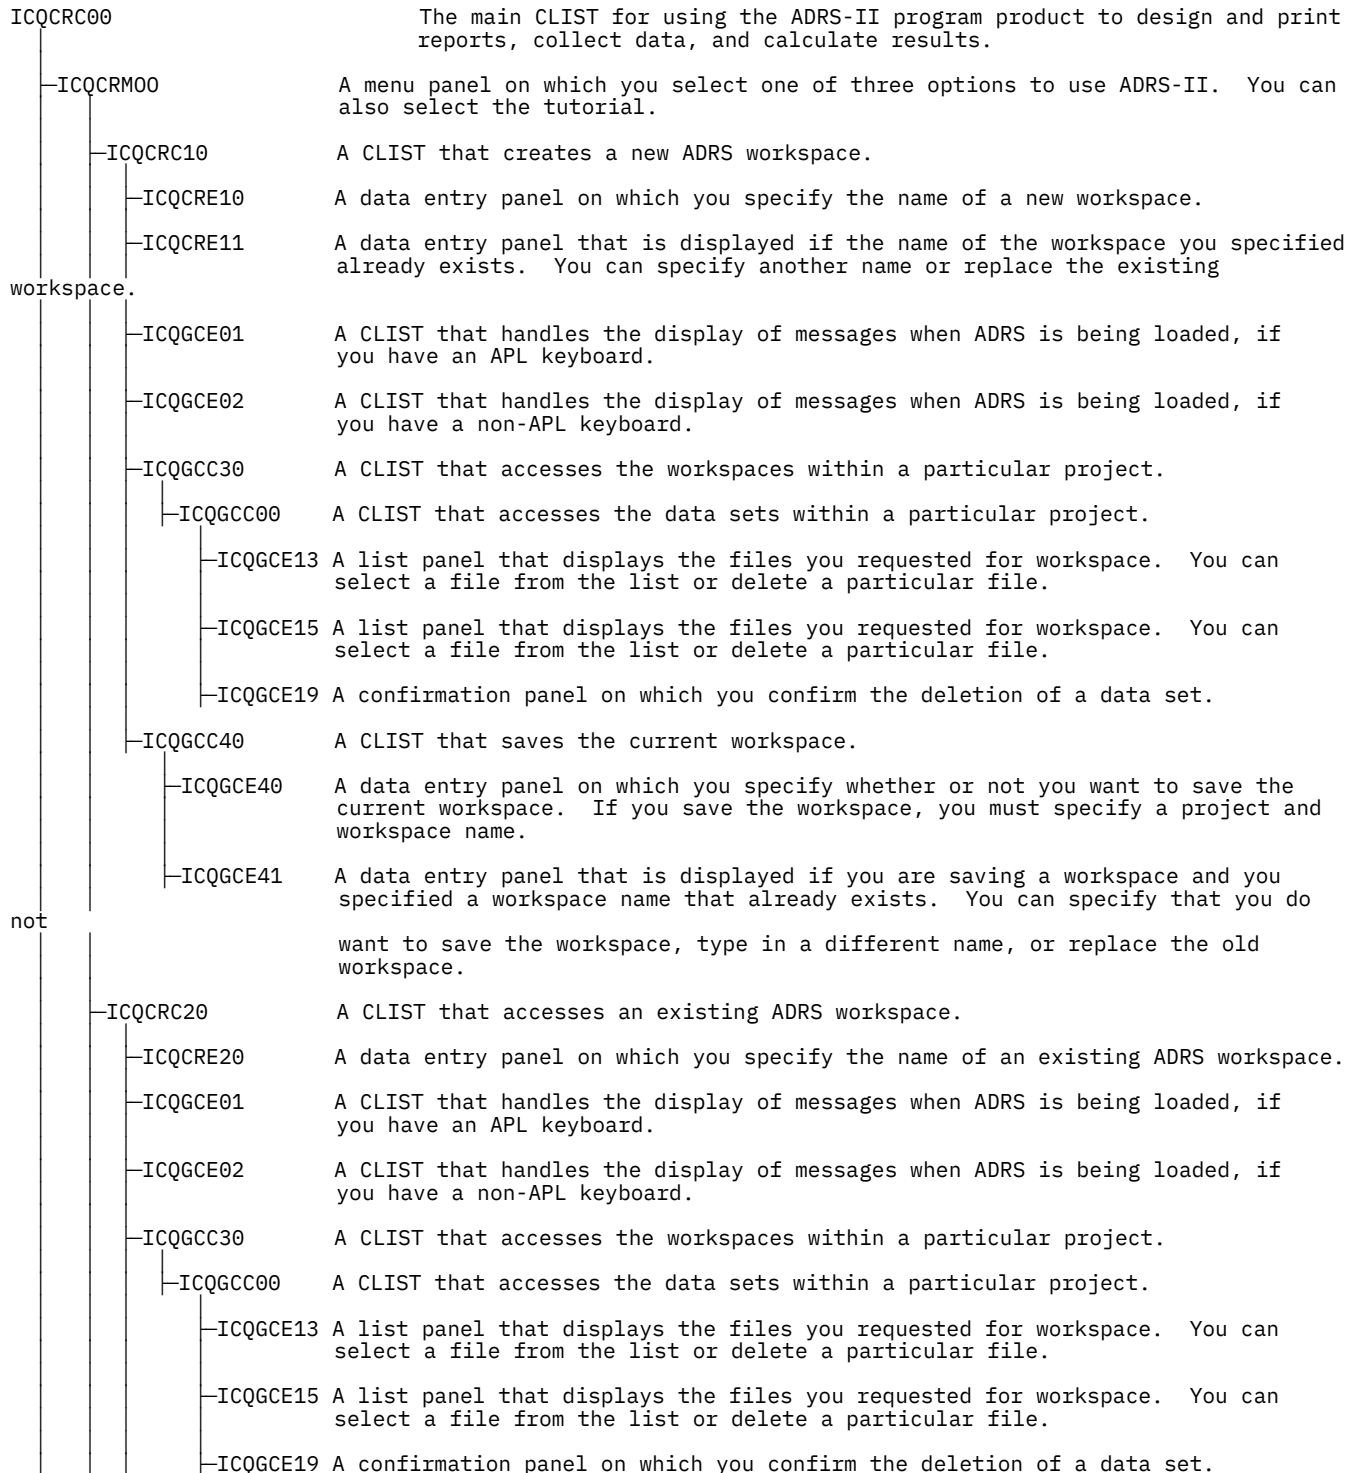 ICQCRC00 The main CLIST for using the ADRS-II program product to design and print
reports, collect data, and calculate results.
ICQCRMOO A menu panel on which you select one of three options to use ADRS-II. You can
also select the tutorial.
ICQCRC10 A CLIST that creates a new ADRS workspace.
ICQCRE10 A data entry panel on which you specify the name of a new workspace.
ICQCRE11 A data entry panel that is displayed if the name of the workspace you specified
already exists. You can specify another name or replace the existing
workspace.
ICQGCE01 A CLIST that handles the display of messages when ADRS is being loaded, if
you have an APL keyboard.
ICQGCE02 A CLIST that handles the display of messages when ADRS is being loaded, if
you have a non-APL keyboard.
ICQGCC30 A CLIST that accesses the workspaces within a particular project.
ICQGCC00 A CLIST that accesses the data sets within a particular project.
ICQGCE13 A list panel that displays the files you requested for workspace. You can
select a file from the list or delete a particular file.
ICQGCE15 A list panel that displays the files you requested for workspace. You can
select a file from the list or delete a particular file.
ICQGCE19 A confirmation panel on which you confirm the deletion of a data set.
ICQGCC40 A CLIST that saves the current workspace.
ICQGCE40 A data entry panel on which you specify whether or not you want to save the
current workspace. If you save the workspace, you must specify a project and
workspace name.
ICQGCE41 A data entry panel that is displayed if you are saving a workspace and you
specified a workspace name that already exists. You can specify that you do
not
want to save the workspace, type in a different name, or replace the old
workspace.
ICQCRC20 A CLIST that accesses an existing ADRS workspace.
ICQCRE20 A data entry panel on which you specify the name of an existing ADRS workspace.
ICQGCE01 A CLIST that handles the display of messages when ADRS is being loaded, if
you have an APL keyboard.
ICQGCE02 A CLIST that handles the display of messages when ADRS is being loaded, if
you have a non-APL keyboard.
ICQGCC30 A CLIST that accesses the workspaces within a particular project.
ICQGCC00 A CLIST that accesses the data sets within a particular project.
ICQGCE13 A list panel that displays the files you requested for workspace. You can
select a file from the list or delete a particular file.
ICQGCE15 A list panel that displays the files you requested for workspace. You can
select a file from the list or delete a particular file.
ICQGCE19 A confirmation panel on which you confirm the deletion of a data set.